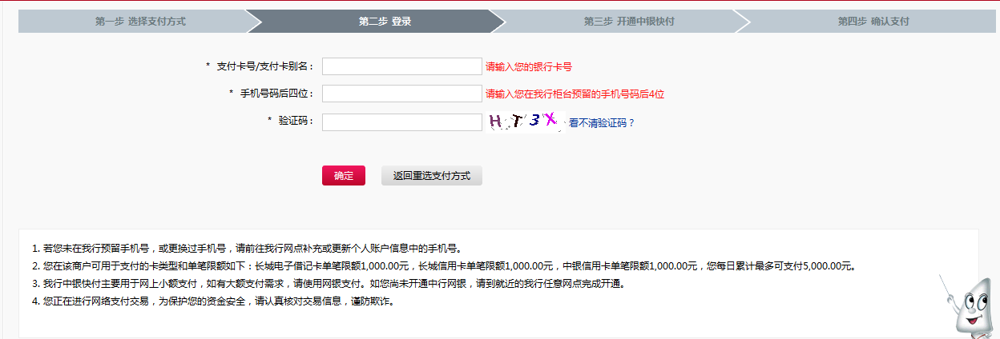 第一步 选择支付方式
第二步 登录
第三步 开通中银快付
第四步 确认支付
* 支付卡号/支付卡别名： 请输入您的银行卡号
* 手机号码后四位： 请输入您在我行柜台预留的手机号码后4位
* 验证码： HT3X 看不清验证码？
确定 返回重选支付方式
1. 若您未在我行预留手机号，或更换过手机号，请前往我行网点补充或更新个人账户信息中的手机号。
2. 您在该商户可用于支付的卡类型和单笔限额如下：长城电子借记卡单笔限额1,000.00元，长城信用卡单笔限额1,000.00元，中银信用卡单笔限额1,000.00元，您每日累计最多可支付5,000.00元。
3. 我行中银快付主要用于网上小额支付，如有大额支付需求，请使用网银支付。如您尚未开通中行网银，请到就近的我行任意网点完成开通。
4. 您正在进行网络支付交易，为保护您的资金安全，请认真核对交易信息，谨防欺诈。